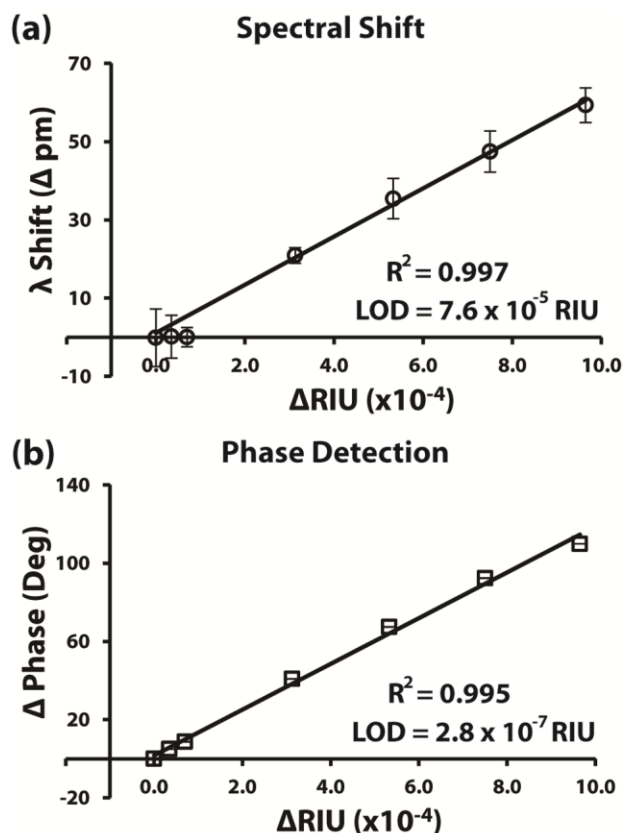 (a) Spectral Shift
70
50
30
10
-10
λ Shift (Δ pm)
R² = 0.997
LOD = 7.6 x 10⁻⁵ RIU
0.0 2.0 4.0 6.0 8.0 10.0
ΔRIU (x10⁻⁴)
(b) Phase Detection
140
100
60
20
-20
Δ Phase (Deg)
R² = 0.995
LOD = 2.8 x 10⁻⁷ RIU
0.0 2.0 4.0 6.0 8.0 10.0
ΔRIU (x10⁻⁴)